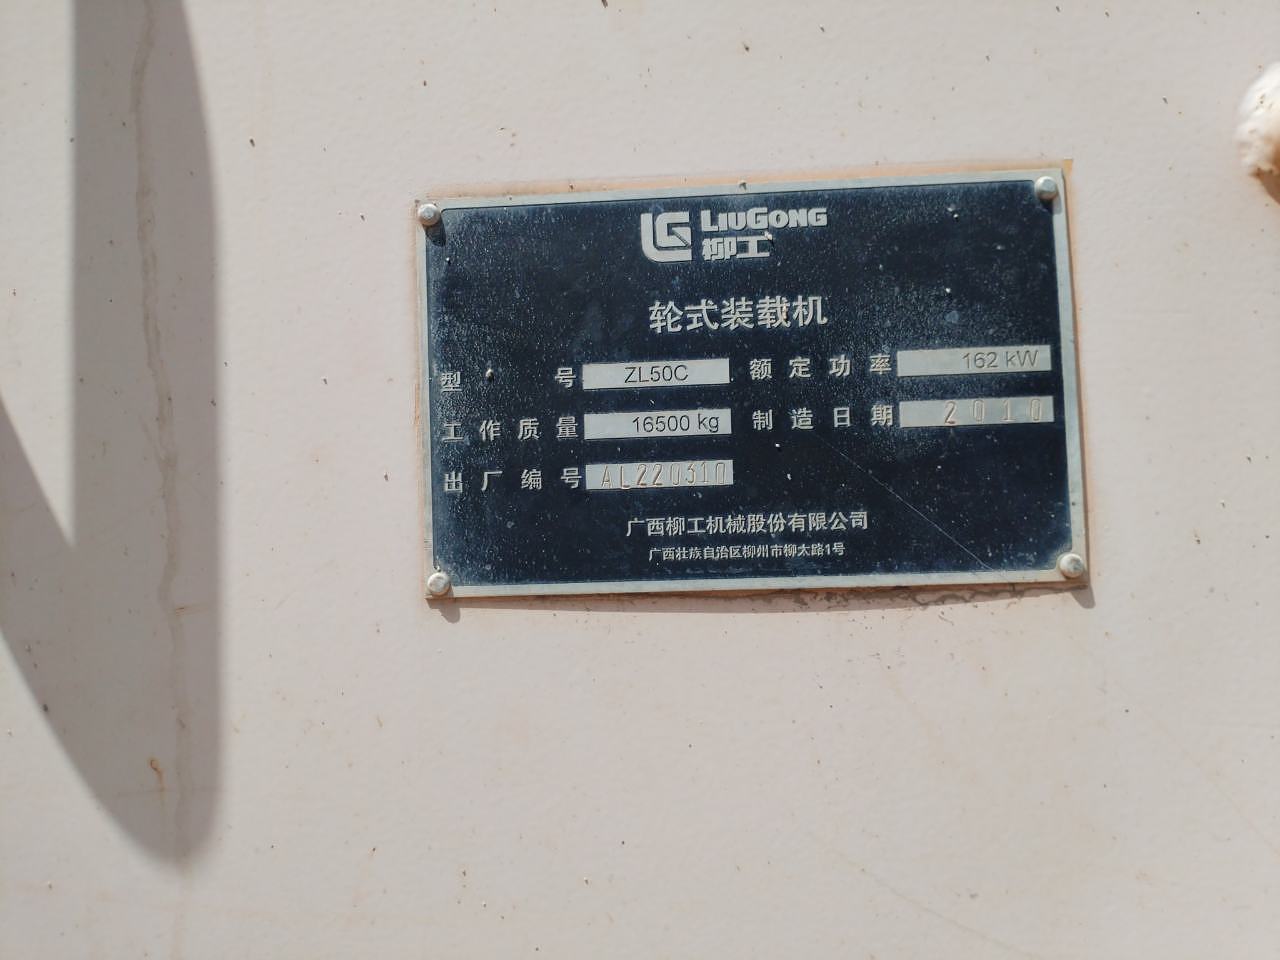 LIUGONG
柳工
轮式装载机
型号 ZL50C 额定功率 162 kW
工作质量 16500 kg 制造日期 2010
出厂编号 AL220310
广西柳工机械股份有限公司
广西壮族自治区柳州市柳太路1号